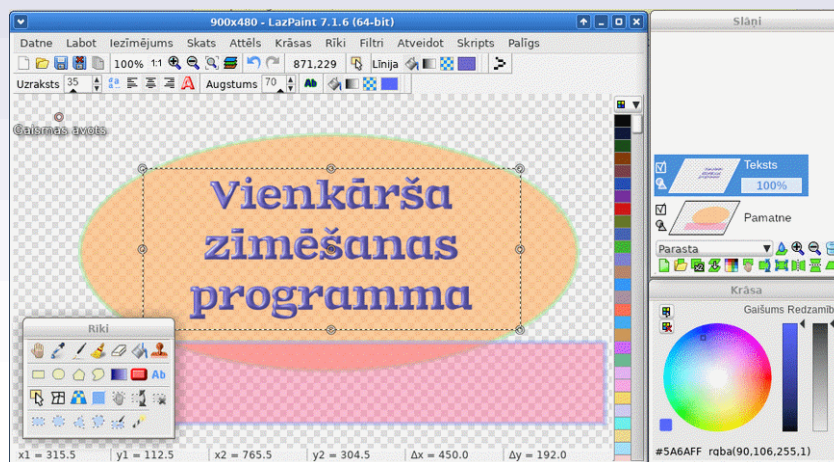 900x480 - LazPaint 7.1.6 (64-bit)
Datne Labot Iezīmējums Skats Attēls Krāsas Rīki Filtri Atveidot Skripts Palīgs
100% 1:1 871,229 Līnija
Uzraksts 35 Augstums 70 Ab
Gaismas avots
Vienkārša
zīmēšanas
programma
Rīki
Ab
x1 = 315.5 y1 = 112.5 x2 = 765.5 y2 = 304.5 Δx = 450.0 Δy = 192.0
Slāņi
Teksts
100%
Pamatne
Parasta
Krāsa
Gaišums Redzamīb
#5A6AFF rgba(90,106,255,1)